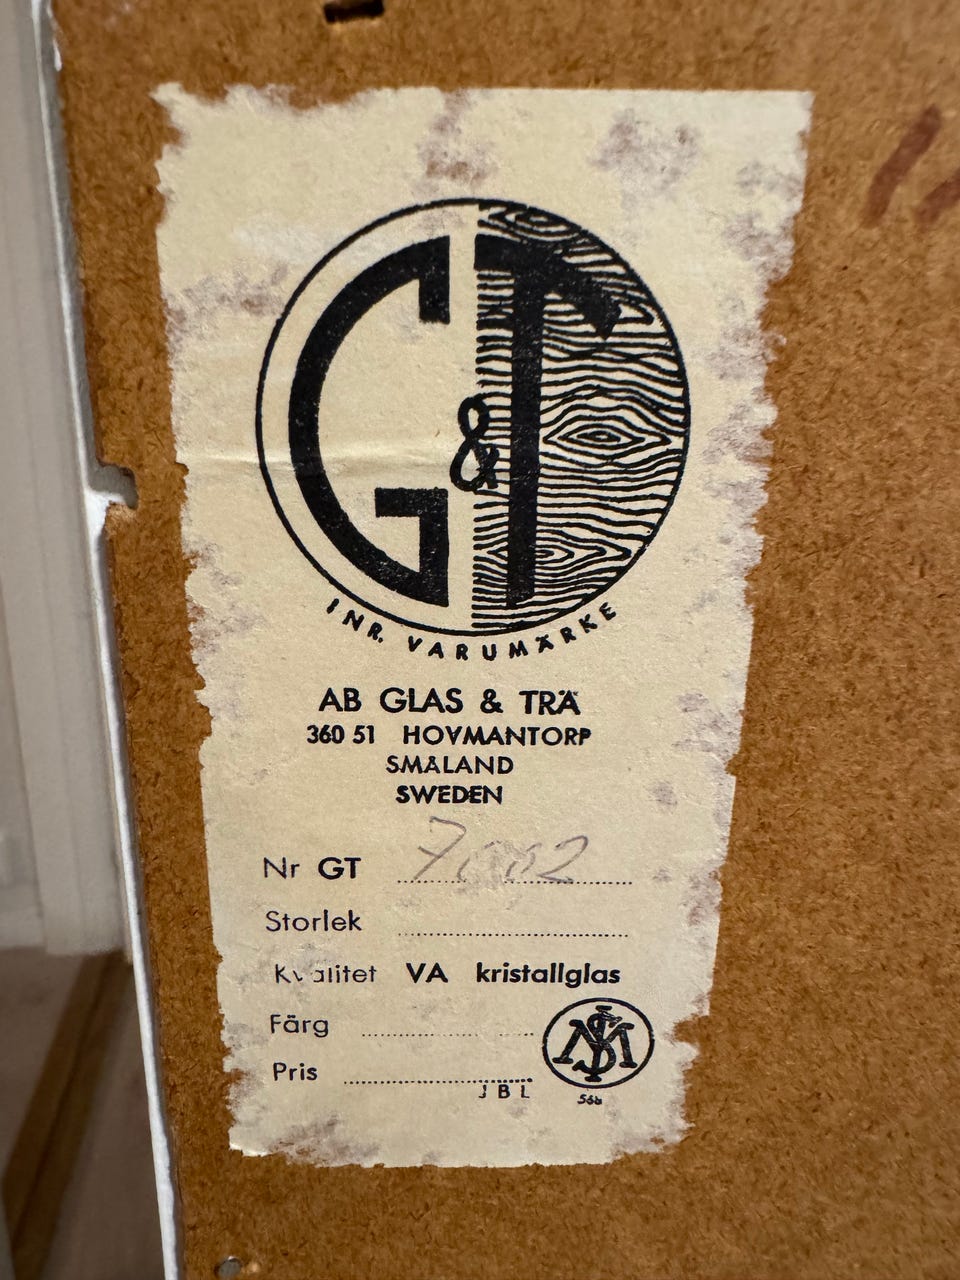 G & T
INR. VARUMÄRKE
AB GLAS & TRÄ
360 51 HOVMANTORP
SMÅLAND
SWEDEN
Nr GT 7002
Storlek
Kvalitet VA kristallglas
Färg
Pris
JBL